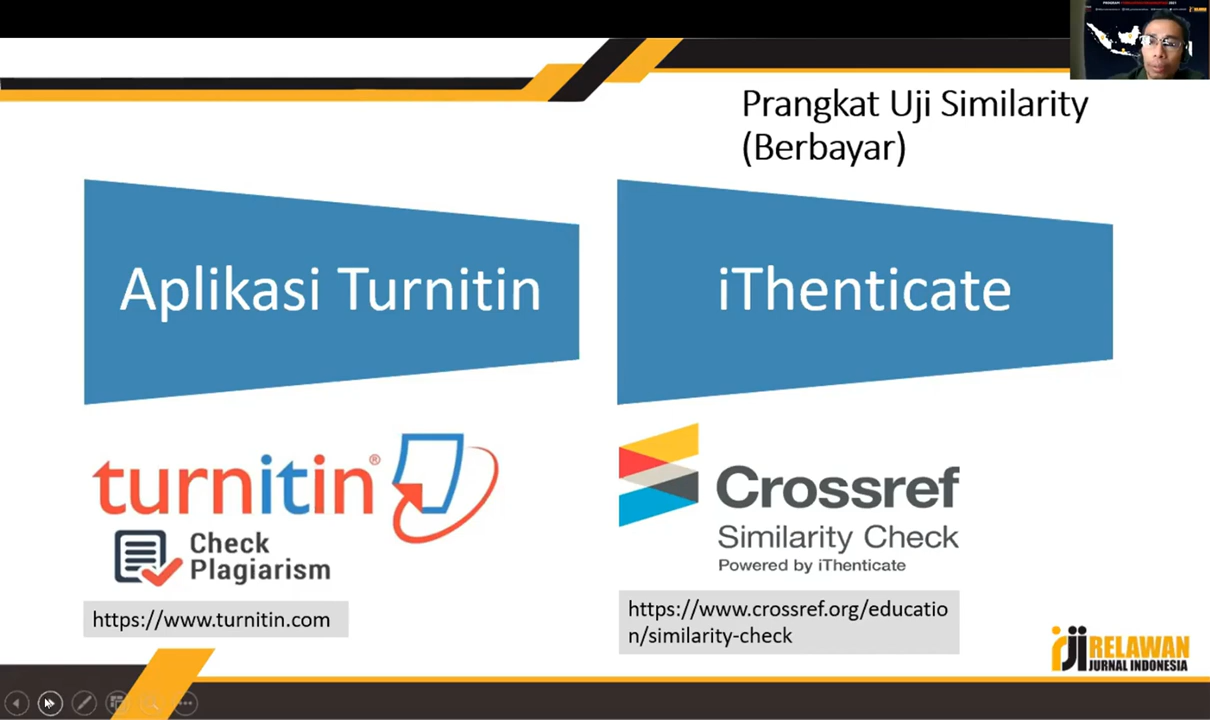 Prangkat Uji Similarity
(Berbayar)
Aplikasi Turnitin
iThenticate
turnitin®
Check
Plagiarism
https://www.turnitin.com
Crossref
Similarity Check
Powered by iThenticate
https://www.crossref.org/educatio
n/similarity-check
RJI RELAWAN
JURNAL INDONESIA